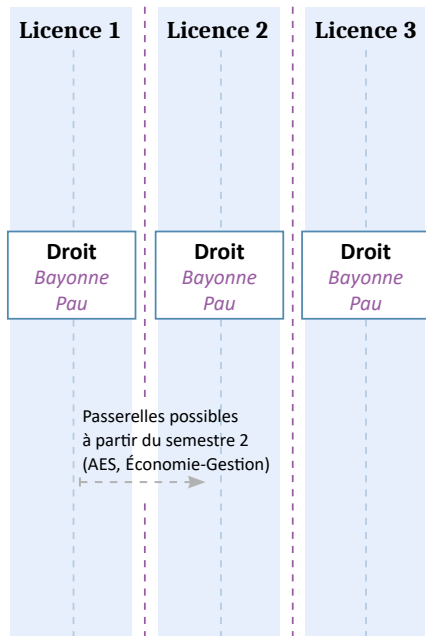 Licence 1
Licence 2
Licence 3
Droit
Bayonne
Pau
Droit
Bayonne
Pau
Droit
Bayonne
Pau
Passerelles possibles
à partir du semestre 2
(AES, Économie-Gestion)